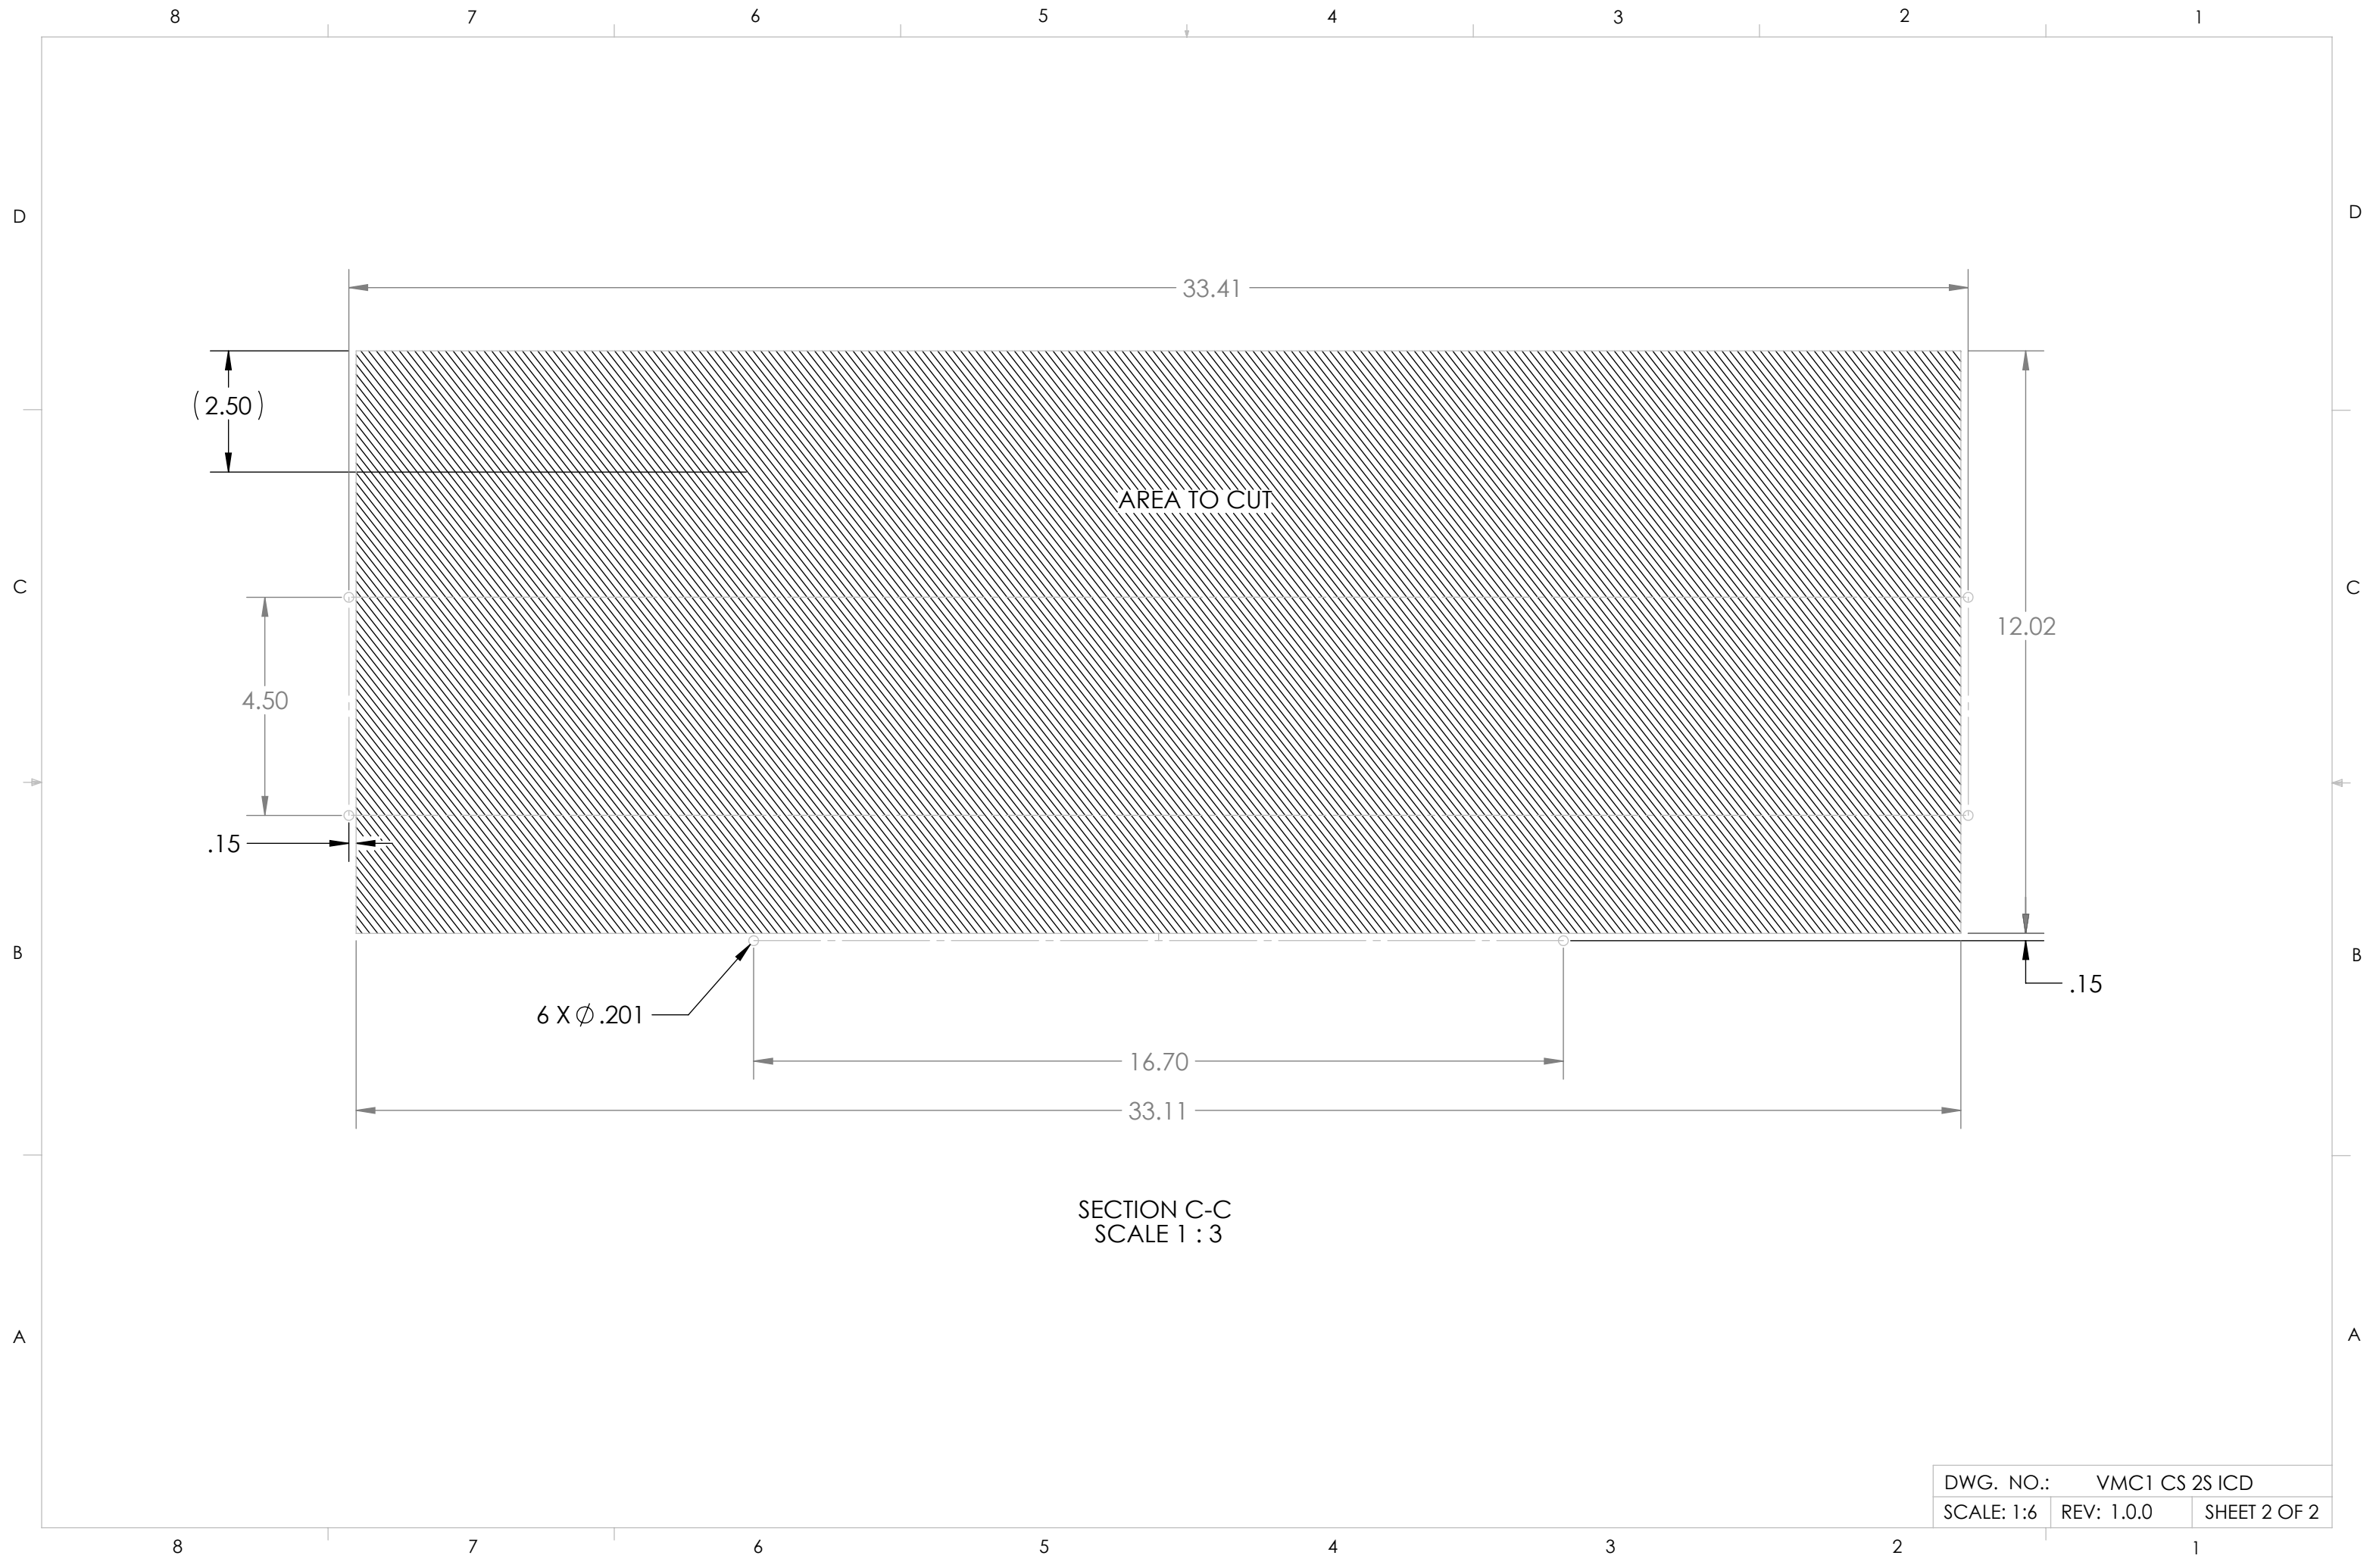 8 7 6 5 4 3 2 1
D D
33.41
(2.50)
AREA TO CUT
C C
12.02
4.50
.15
B B
.15
6 X Ø .201
16.70
33.11
SECTION C-C
SCALE 1 : 3
A A
DWG. NO.: VMC1 CS 2S ICD
SCALE: 1:6 REV: 1.0.0 SHEET 2 OF 2
8 7 6 5 4 3 2 1